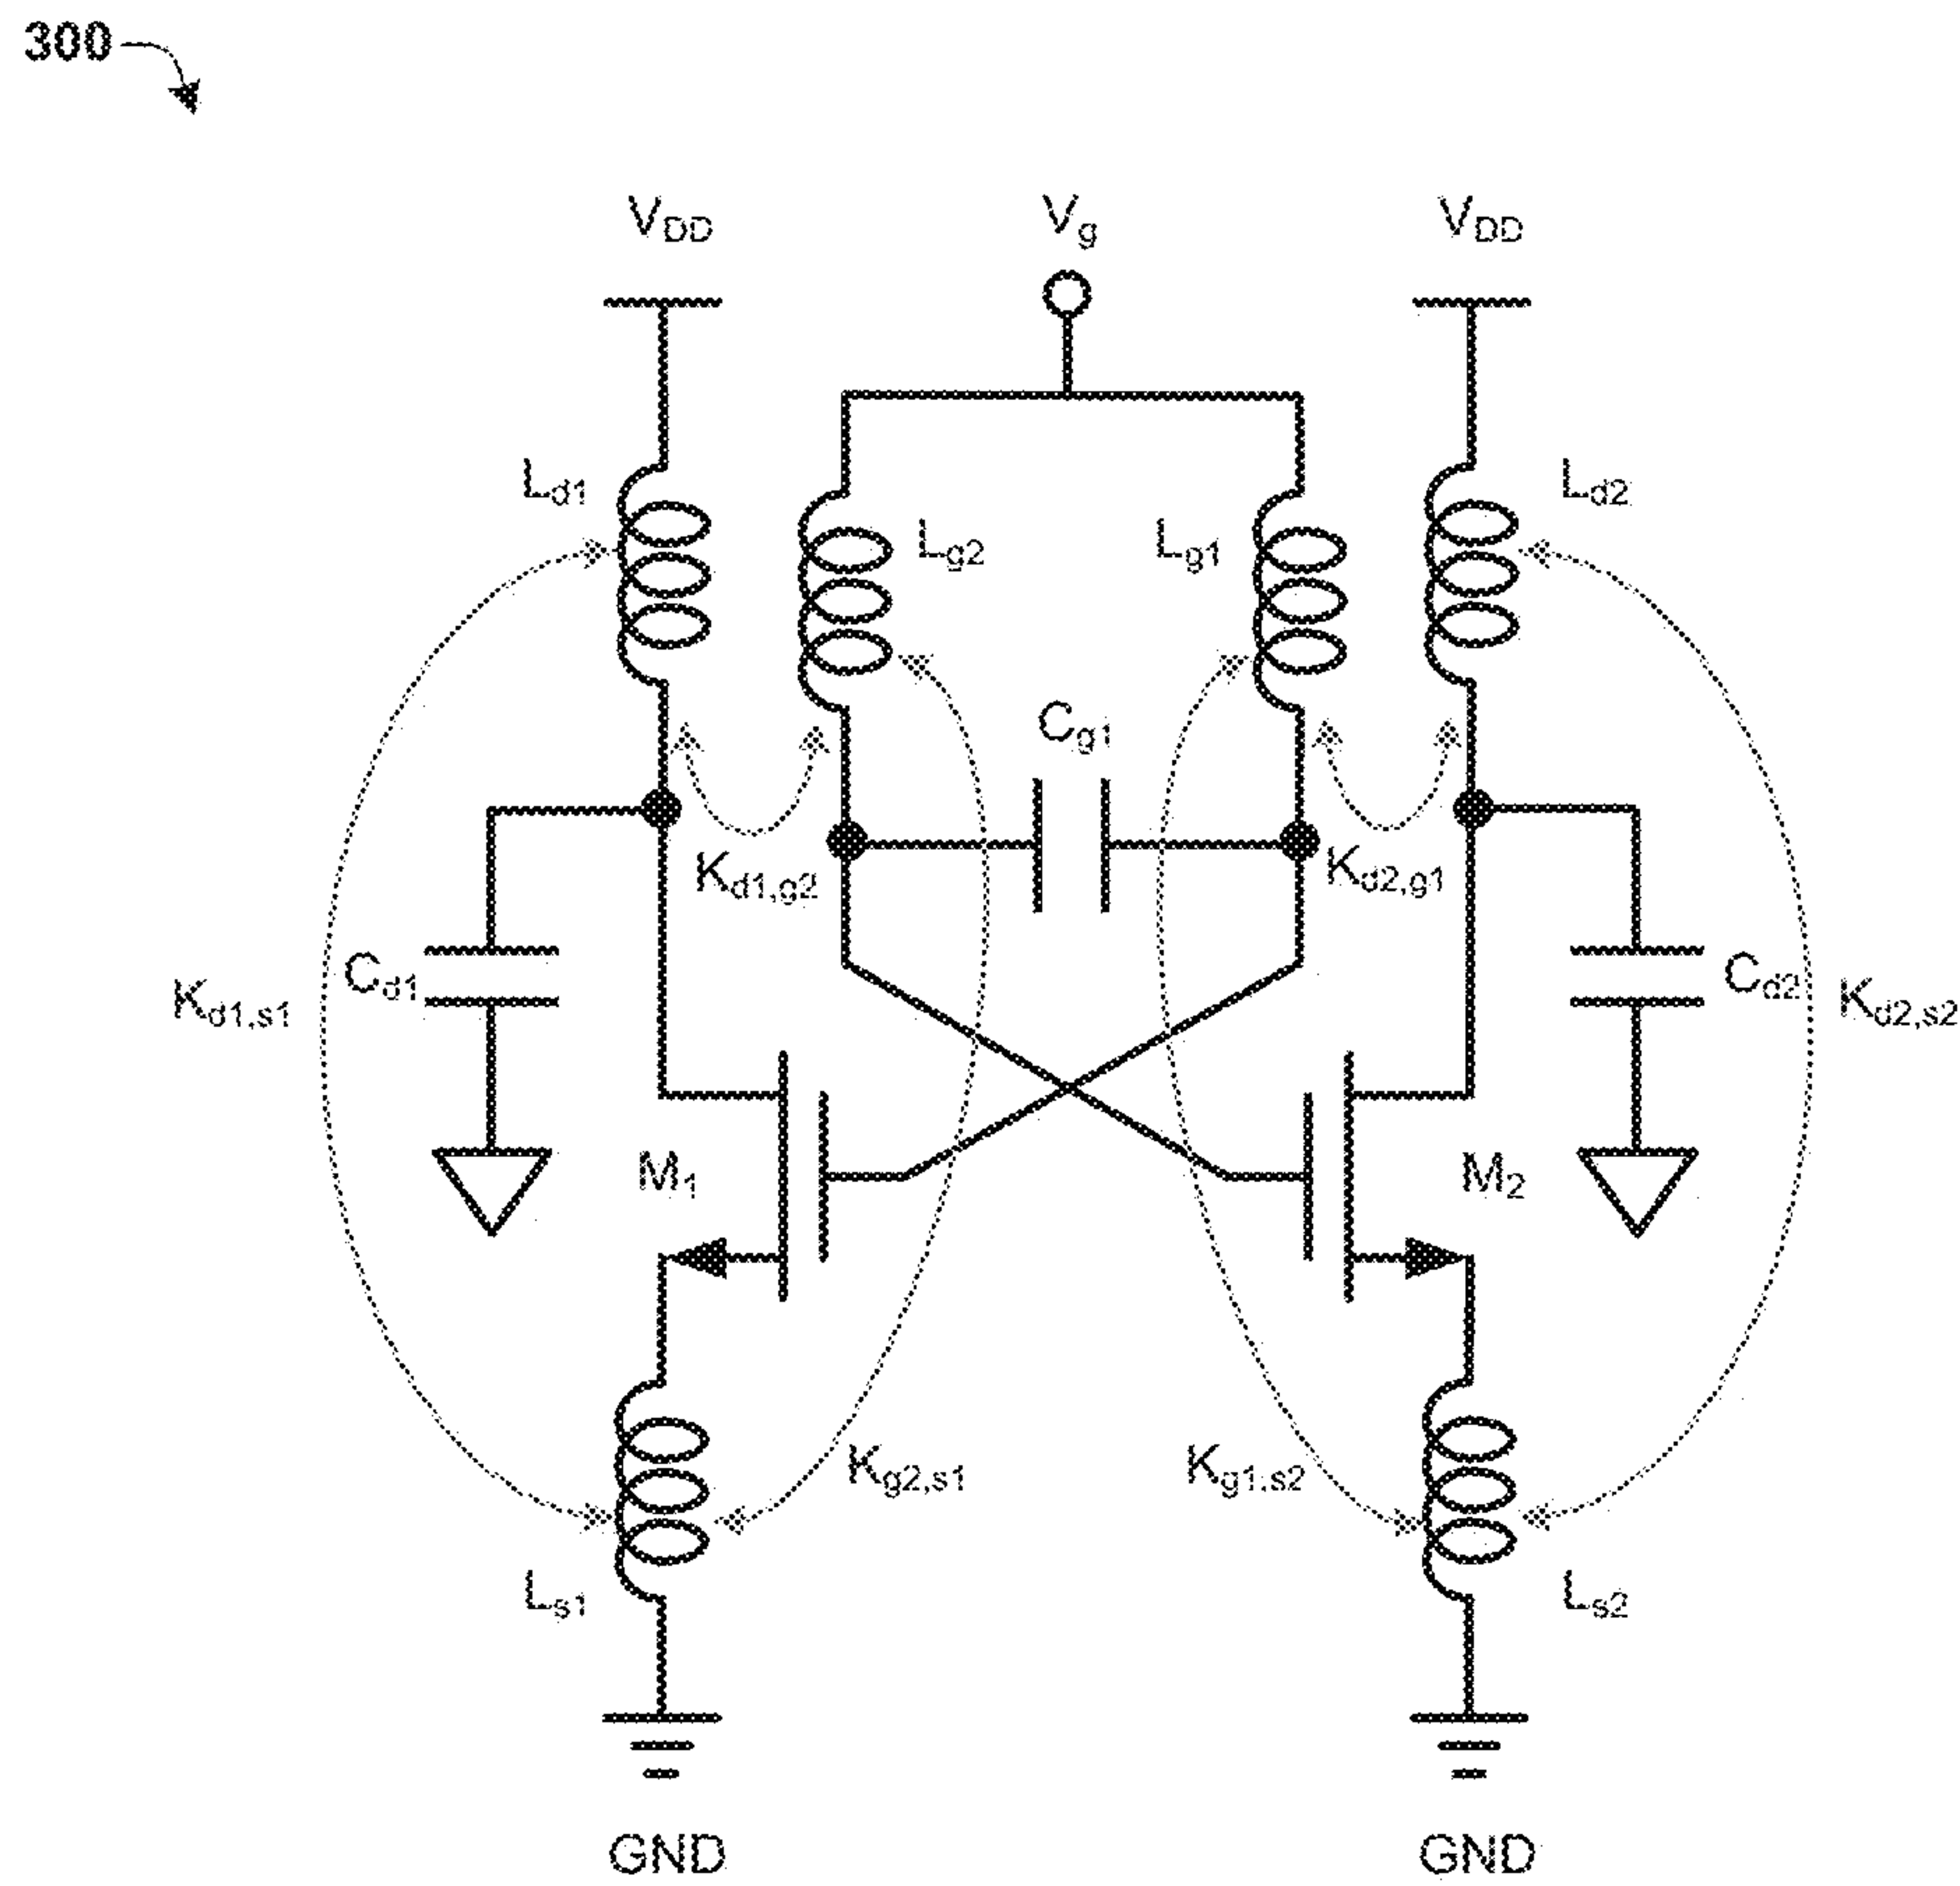 300
VDD Vg VDD
Ld1 Lg2 Lg1 Ld2
Cg1
Kd1,g2 Kd2,g1
Kd1,s1 Cd1 Cd2 Kd2,s2
M1 M2
Kg2,s1 Kg1,s2
Ls1 Ls2
GND GND